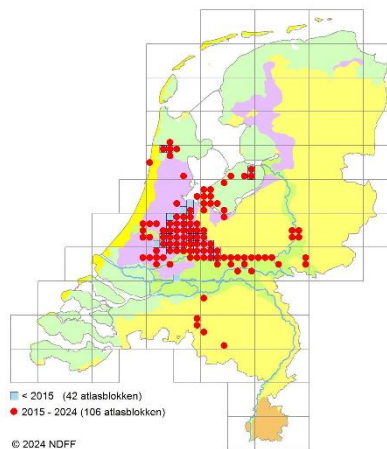 < 2015 (42 atlasblokken)
2015 - 2024 (106 atlasblokken)
© 2024 NDFF